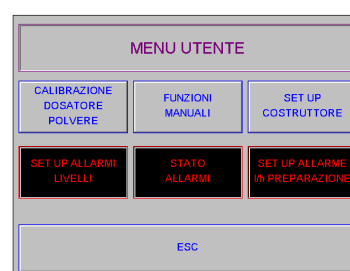 MENU UTENTE
CALIBRAZIONE
DOSATORE
POLVERE
FUNZIONI
MANUALI
SET UP
COSTRUTTORE
SET UP ALLARMI
LIVELLI
STATO
ALLARMI
SET UP ALLARME
l/h PREPARAZIONE
ESC